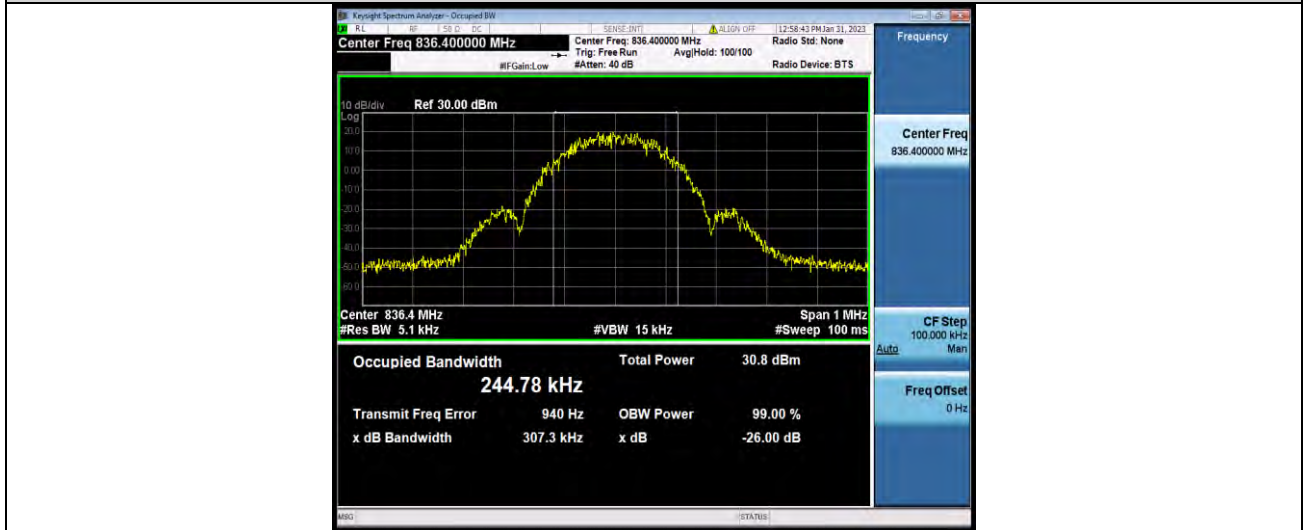 Keysight Spectrum Analyzer - Occupied BW
RL RF 50 Ω DC SENSE:INT ALIGN OFF 12:58:43 PM Jan 31, 2023
Center Freq 836.400000 MHz
Center Freq: 836.400000 MHz Radio Std: None
Trig: Free Run Avg|Hold: 100/100
#IFGain:Low #Atten: 40 dB Radio Device: BTS
Frequency
10 dB/div Ref 30.00 dBm
Log
20.0
10.0
0.00
-10.0
-20.0
-30.0
-40.0
-50.0
-60.0
Center 836.4 MHz Span 1 MHz
#Res BW 5.1 kHz #VBW 15 kHz #Sweep 100 ms
Occupied Bandwidth Total Power 30.8 dBm
244.78 kHz
Transmit Freq Error 940 Hz OBW Power 99.00 %
x dB Bandwidth 307.3 kHz x dB -26.00 dB
Center Freq
836.400000 MHz
CF Step
100.000 kHz
Auto Man
Freq Offset
0 Hz
MSG STATUS